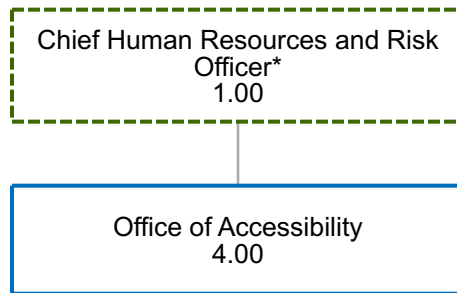 Chief Human Resources and Risk
Officer*
1.00
Office of Accessibility
4.00